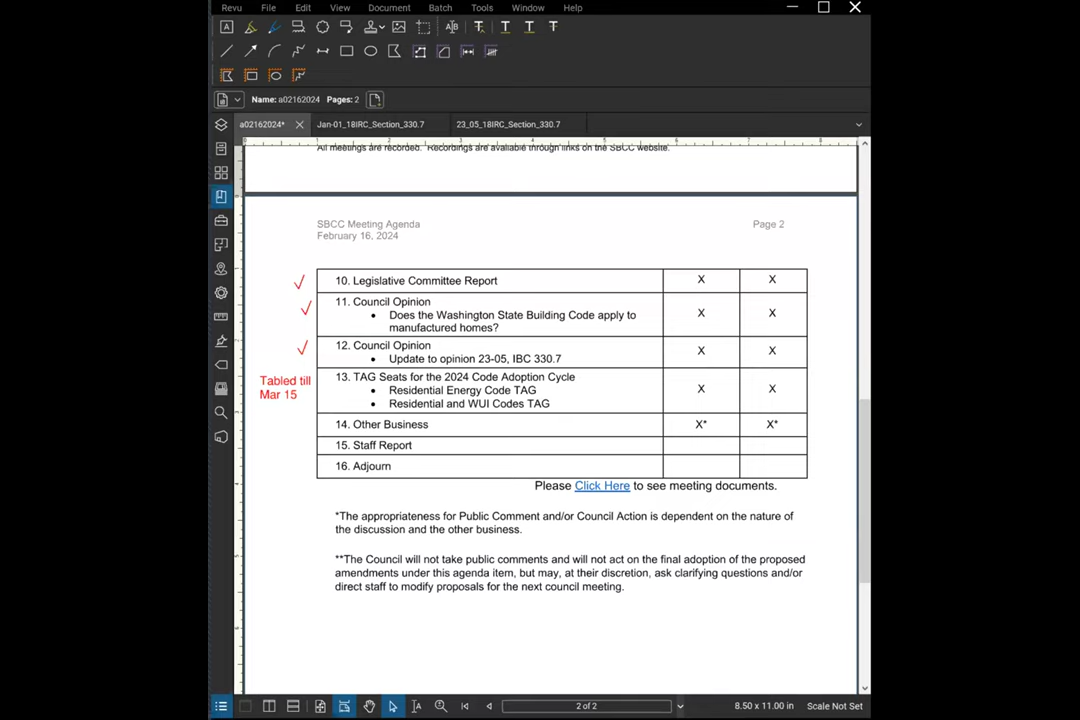 Revu File Edit View Document Batch Tools Window Help
Name: a02162024 Pages: 2
a02162024* Jan-01_18IRC_Section_330.7 23_05_18IRC_Section_330.7
All meetings are recorded. Recordings are available through links on the SBCC website.
SBCC Meeting Agenda Page 2
February 16, 2024
10. Legislative Committee Report X X
11. Council Opinion
• Does the Washington State Building Code apply to X X
manufactured homes?
12. Council Opinion
• Update to opinion 23-05, IBC 330.7 X X
13. TAG Seats for the 2024 Code Adoption Cycle
Tabled till
Mar 15
• Residential Energy Code TAG X X
• Residential and WUI Codes TAG
14. Other Business X* X*
15. Staff Report
16. Adjourn
Please Click Here to see meeting documents.
*The appropriateness for Public Comment and/or Council Action is dependent on the nature of
the discussion and the other business.
**The Council will not take public comments and will not act on the final adoption of the proposed
amendments under this agenda item, but may, at their discretion, ask clarifying questions and/or
direct staff to modify proposals for the next council meeting.
2 of 2 8.50 x 11.00 in Scale Not Set